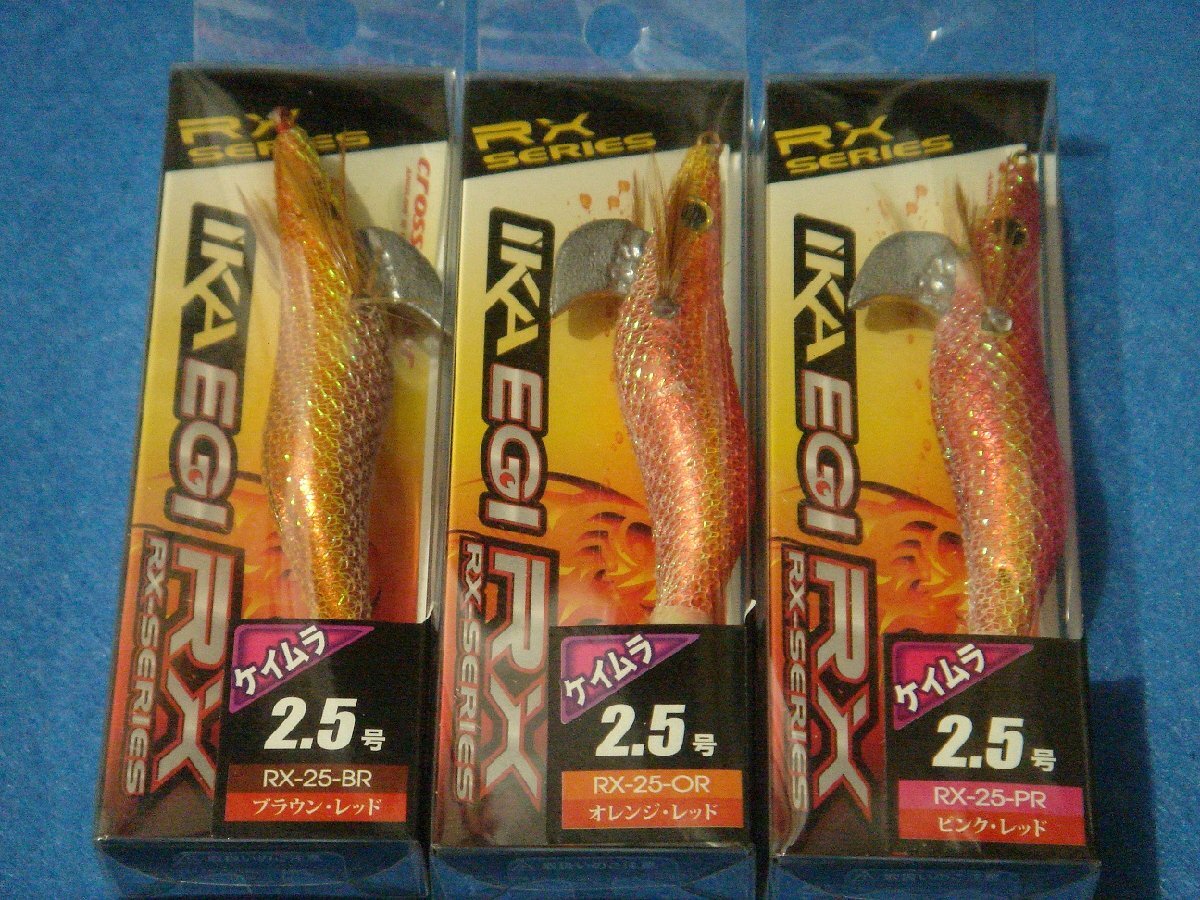 RX
SERIES
cross
IKA EGI RX
RX-SERIES
ケイムラ
2.5号
RX-25-BR
ブラウン・レッド
RX
SERIES
IKA EGI RX
RX-SERIES
ケイムラ
2.5号
RX-25-OR
オレンジ・レッド
RX
SERIES
IKA EGI RX
RX-SERIES
ケイムラ
2.5号
RX-25-PR
ピンク・レッド